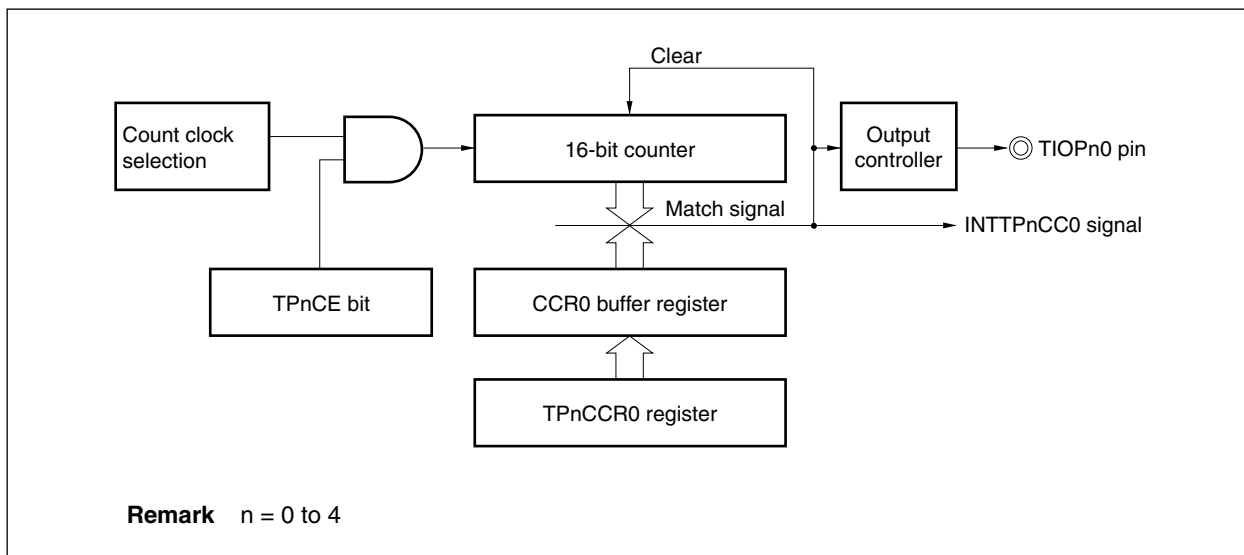 Clear
Count clock
selection
16-bit counter
Output
controller
TIOPn0 pin
Match signal
INTTPnCC0 signal
TPnCE bit
CCR0 buffer register
TPnCCR0 register
Remark n = 0 to 4